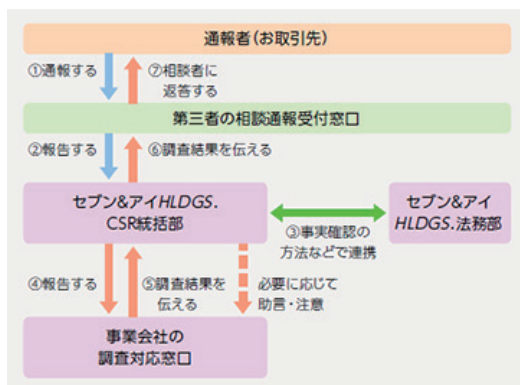 通報者(お取引先)
①通報する
⑦相談者に
返答する
第三者の相談通報受付窓口
②報告する
⑥調査結果を伝える
セブン&アイHLDGS.
CSR統括部
③事実確認の
方法などで連携
セブン&アイ
HLDGS.法務部
④報告する
⑤調査結果を
伝える
必要に応じて
助言・注意
事業会社の
調査対応窓口